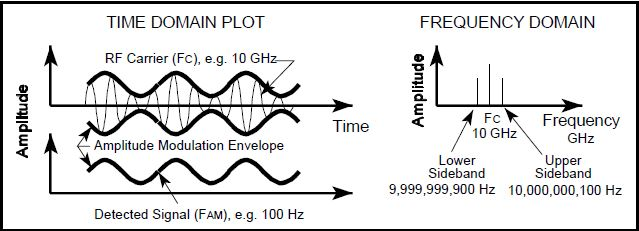 TIME DOMAIN PLOT
RF Carrier (FC), e.g. 10 GHz
Amplitude
Time
Amplitude Modulation Envelope
Detected Signal (FAM), e.g. 100 Hz
FREQUENCY DOMAIN
Amplitude
FC
10 GHz
Frequency
GHz
Lower
Sideband
9,999,999,900 Hz
Upper
Sideband
10,000,000,100 Hz